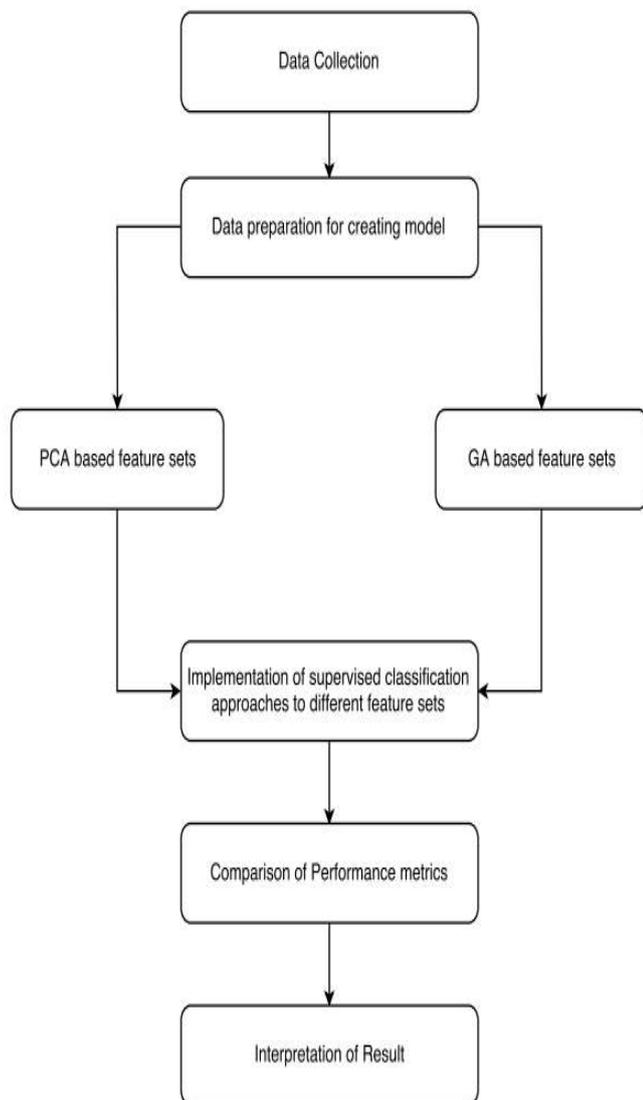 Data Collection
Data preparation for creating model
PCA based feature sets
GA based feature sets
Implementation of supervised classification
approaches to different feature sets
Comparison of Performance metrics
Interpretation of Result